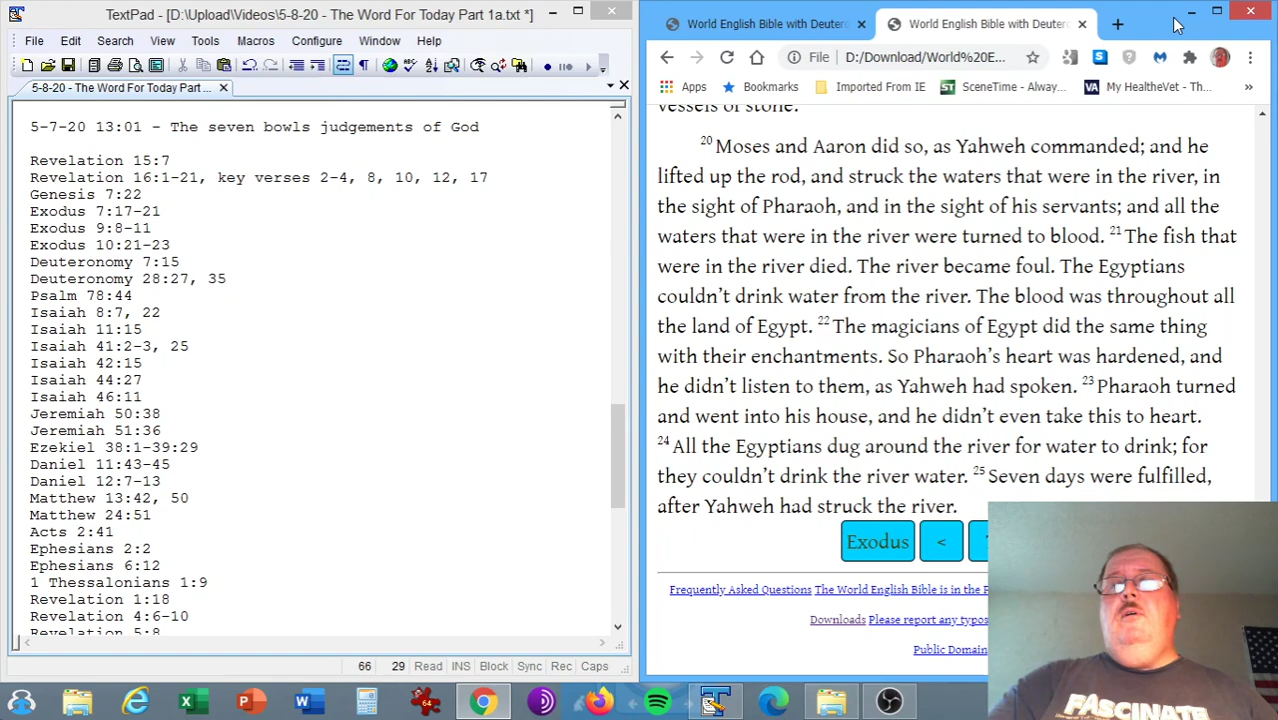 TextPad - [D:\Upload\Videos\5-8-20 - The Word For Today Part 1a.txt *]
File Edit Search View Tools Macros Configure Window Help
5-8-20 - The Word For Today Part ...
5-7-20 13:01 - The seven bowls judgements of God
Revelation 15:7
Revelation 16:1-21, key verses 2-4, 8, 10, 12, 17
Genesis 7:22
Exodus 7:17-21
Exodus 9:8-11
Exodus 10:21-23
Deuteronomy 7:15
Deuteronomy 28:27, 35
Psalm 78:44
Isaiah 8:7, 22
Isaiah 11:15
Isaiah 41:2-3, 25
Isaiah 42:15
Isaiah 44:27
Isaiah 46:11
Jeremiah 50:38
Jeremiah 51:36
Ezekiel 38:1-39:29
Daniel 11:43-45
Daniel 12:7-13
Matthew 13:42, 50
Matthew 24:51
Acts 2:41
Ephesians 2:2
Ephesians 6:12
1 Thessalonians 1:9
Revelation 1:18
Revelation 4:6-10
Revelation 5:8
66 29 Read INS Block Sync Rec Caps
World English Bible with Deutero World English Bible with Deutero
File D:/Download/World%20E...
Apps Bookmarks Imported From IE SceneTime - Alway... My HealtheVet - Th... »
vessels of stone.
20 Moses and Aaron did so, as Yahweh commanded; and he
lifted up the rod, and struck the waters that were in the river, in
the sight of Pharaoh, and in the sight of his servants; and all the
waters that were in the river were turned to blood. 21 The fish that
were in the river died. The river became foul. The Egyptians
couldn’t drink water from the river. The blood was throughout all
the land of Egypt. 22 The magicians of Egypt did the same thing
with their enchantments. So Pharaoh’s heart was hardened, and
he didn’t listen to them, as Yahweh had spoken. 23 Pharaoh turned
and went into his house, and he didn’t even take this to heart.
24 All the Egyptians dug around the river for water to drink; for
they couldn’t drink the river water. 25 Seven days were fulfilled,
after Yahweh had struck the river.
Exodus <
Frequently Asked Questions The World English Bible is in the P
Downloads Please report any typos
Public Domain
FASCINATE
64